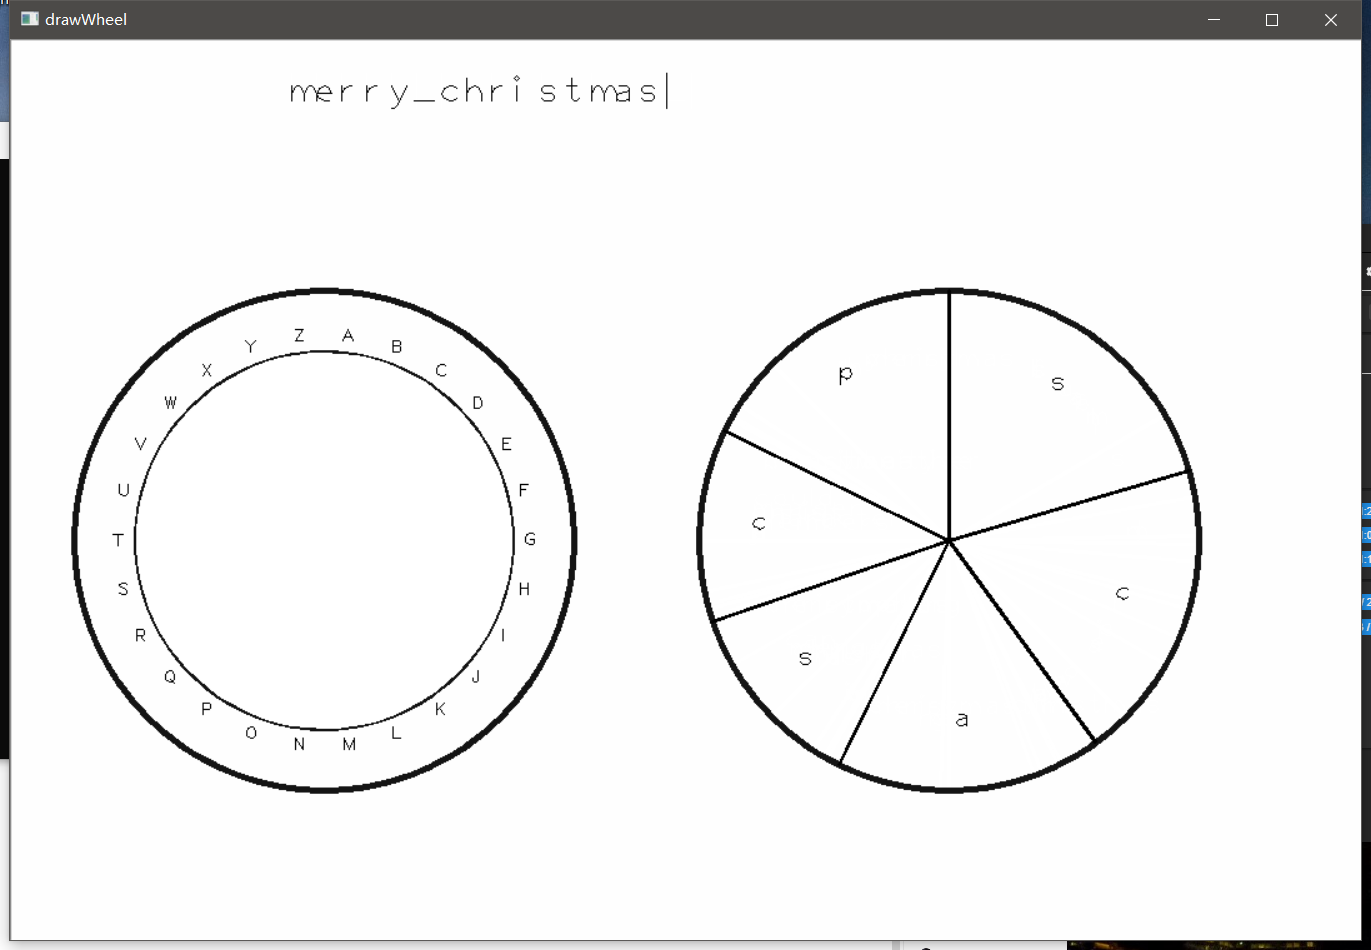 drawWheel
merry_christmas|
Z A
Y B
X C
W D
V E
U F
T G
S H
R I
Q J
P K
O L
N M
p s
c c
s a